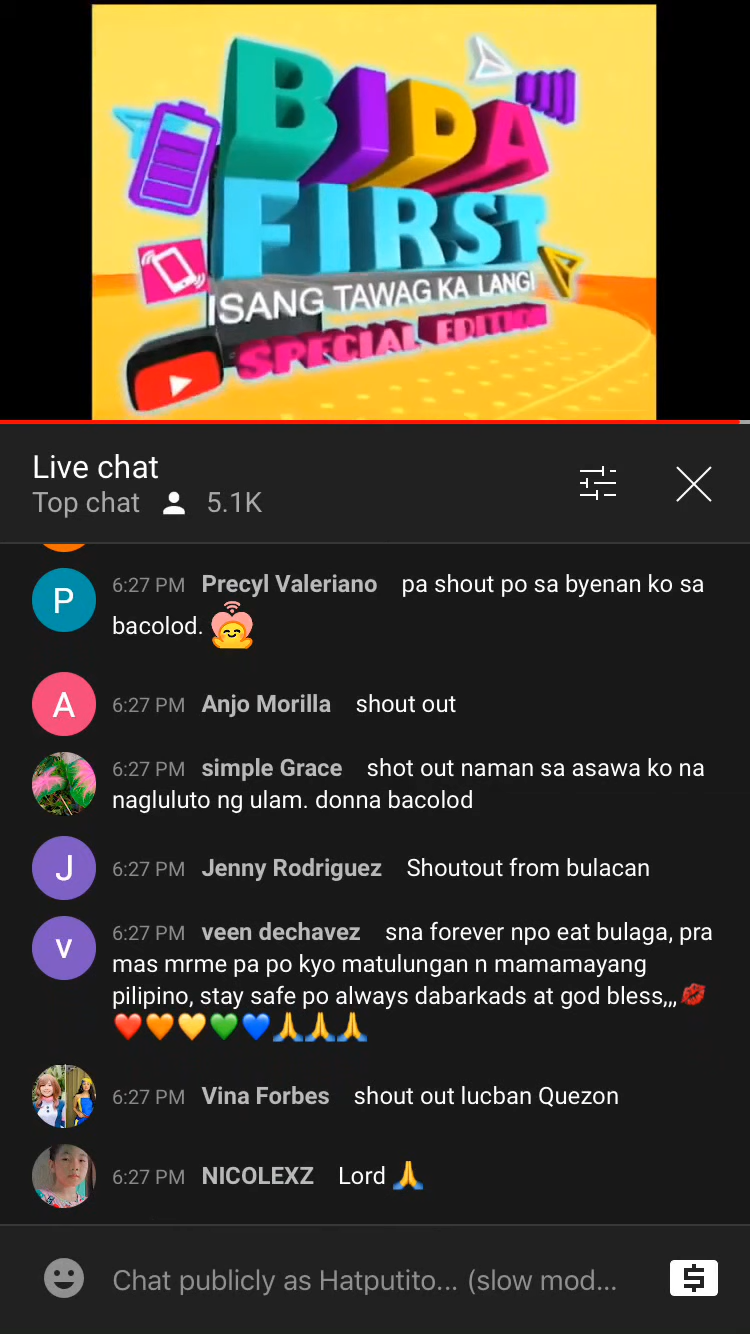 BIDA
FIRST
ISANG TAWAG KA LANG!
SPECIAL EDITION
Live chat
Top chat 5.1K
P 6:27 PM Precyl Valeriano pa shout po sa byenan ko sa
bacolod.
A 6:27 PM Anjo Morilla shout out
6:27 PM simple Grace shot out naman sa asawa ko na
nagluluto ng ulam. donna bacolod
J 6:27 PM Jenny Rodriguez Shoutout from bulacan
v 6:27 PM veen dechavez sna forever npo eat bulaga, pra
mas mrme pa po kyo matulungan n mamamayang
pilipino, stay safe po always dabarkads at god bless,,,💋
❤️🧡💛💚💙🙏🙏🙏
6:27 PM Vina Forbes shout out lucban Quezon
6:27 PM NICOLEXZ Lord 🙏
Chat publicly as Hatputito... (slow mod... $